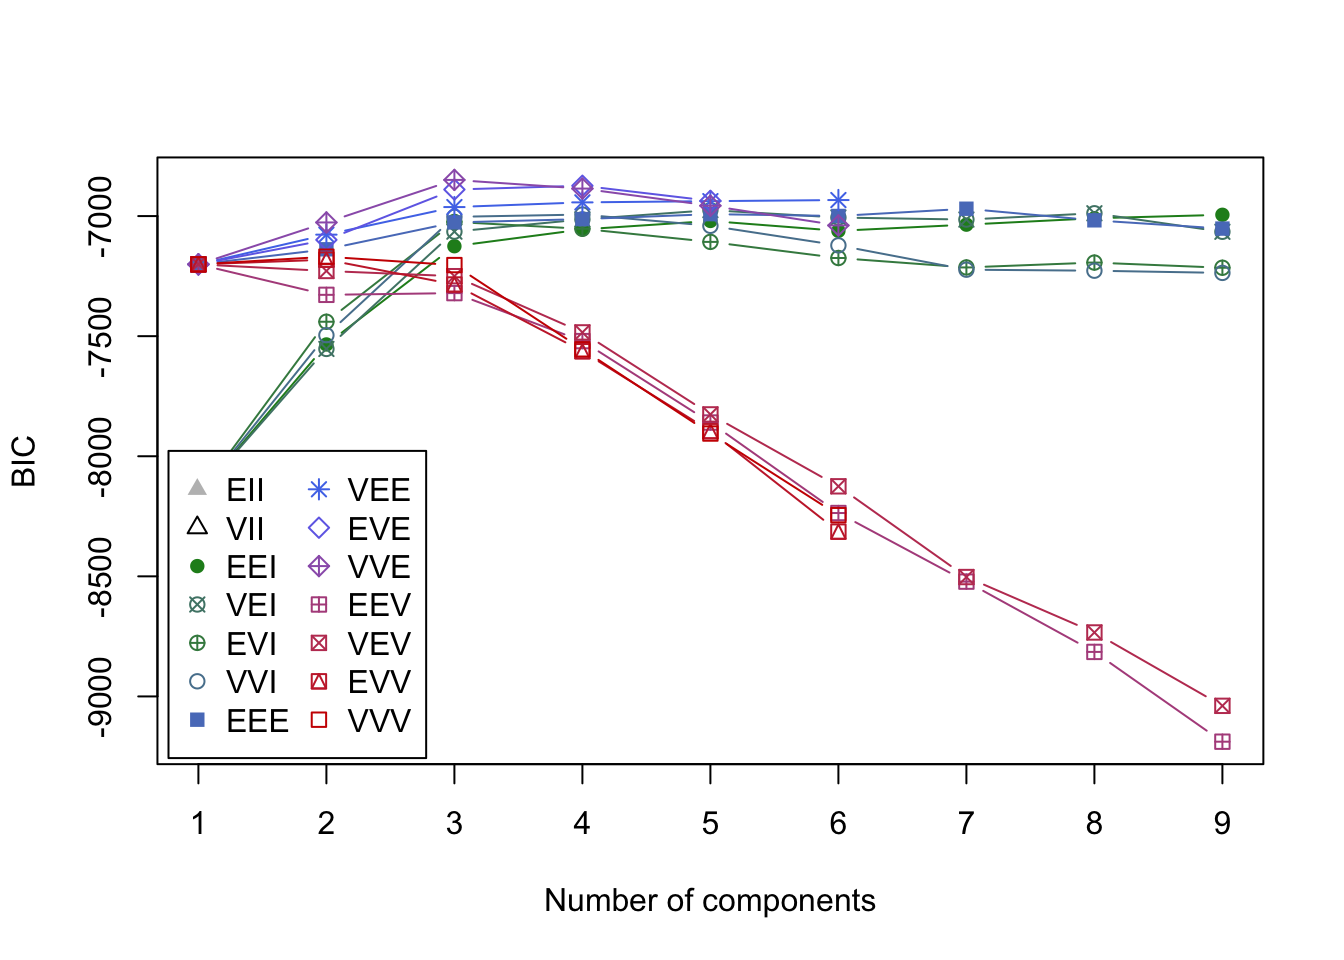 BIC
-7000
-7500
-8000
-8500
-9000
EII
VII
EEI
VEI
EVI
VVI
EEE
VEE
EVE
VVE
EEV
VEV
EVV
VVV
1 2 3 4 5 6 7 8 9
Number of components